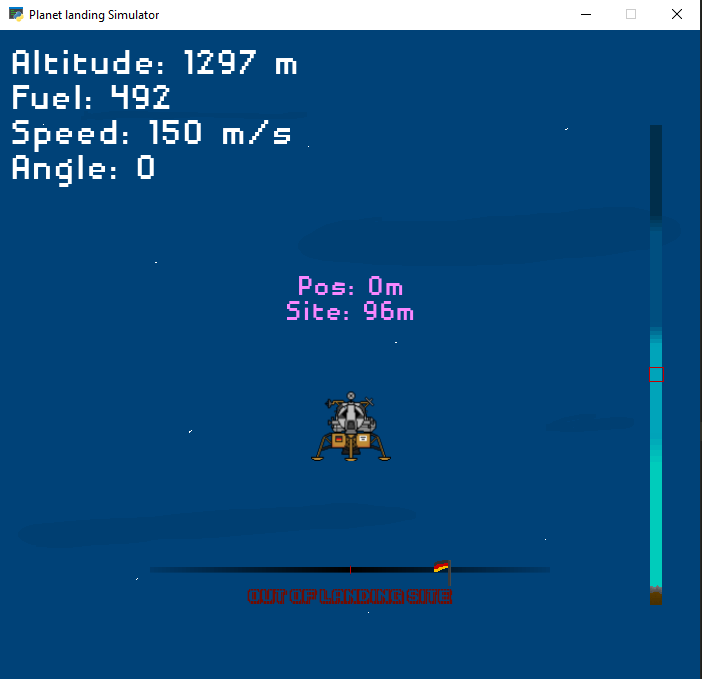 Planet landing Simulator
Altitude: 1297 m
Fuel: 492
Speed: 150 m/s
Angle: 0
Pos: 0m
Site: 96m
OUT OF LANDING SITE